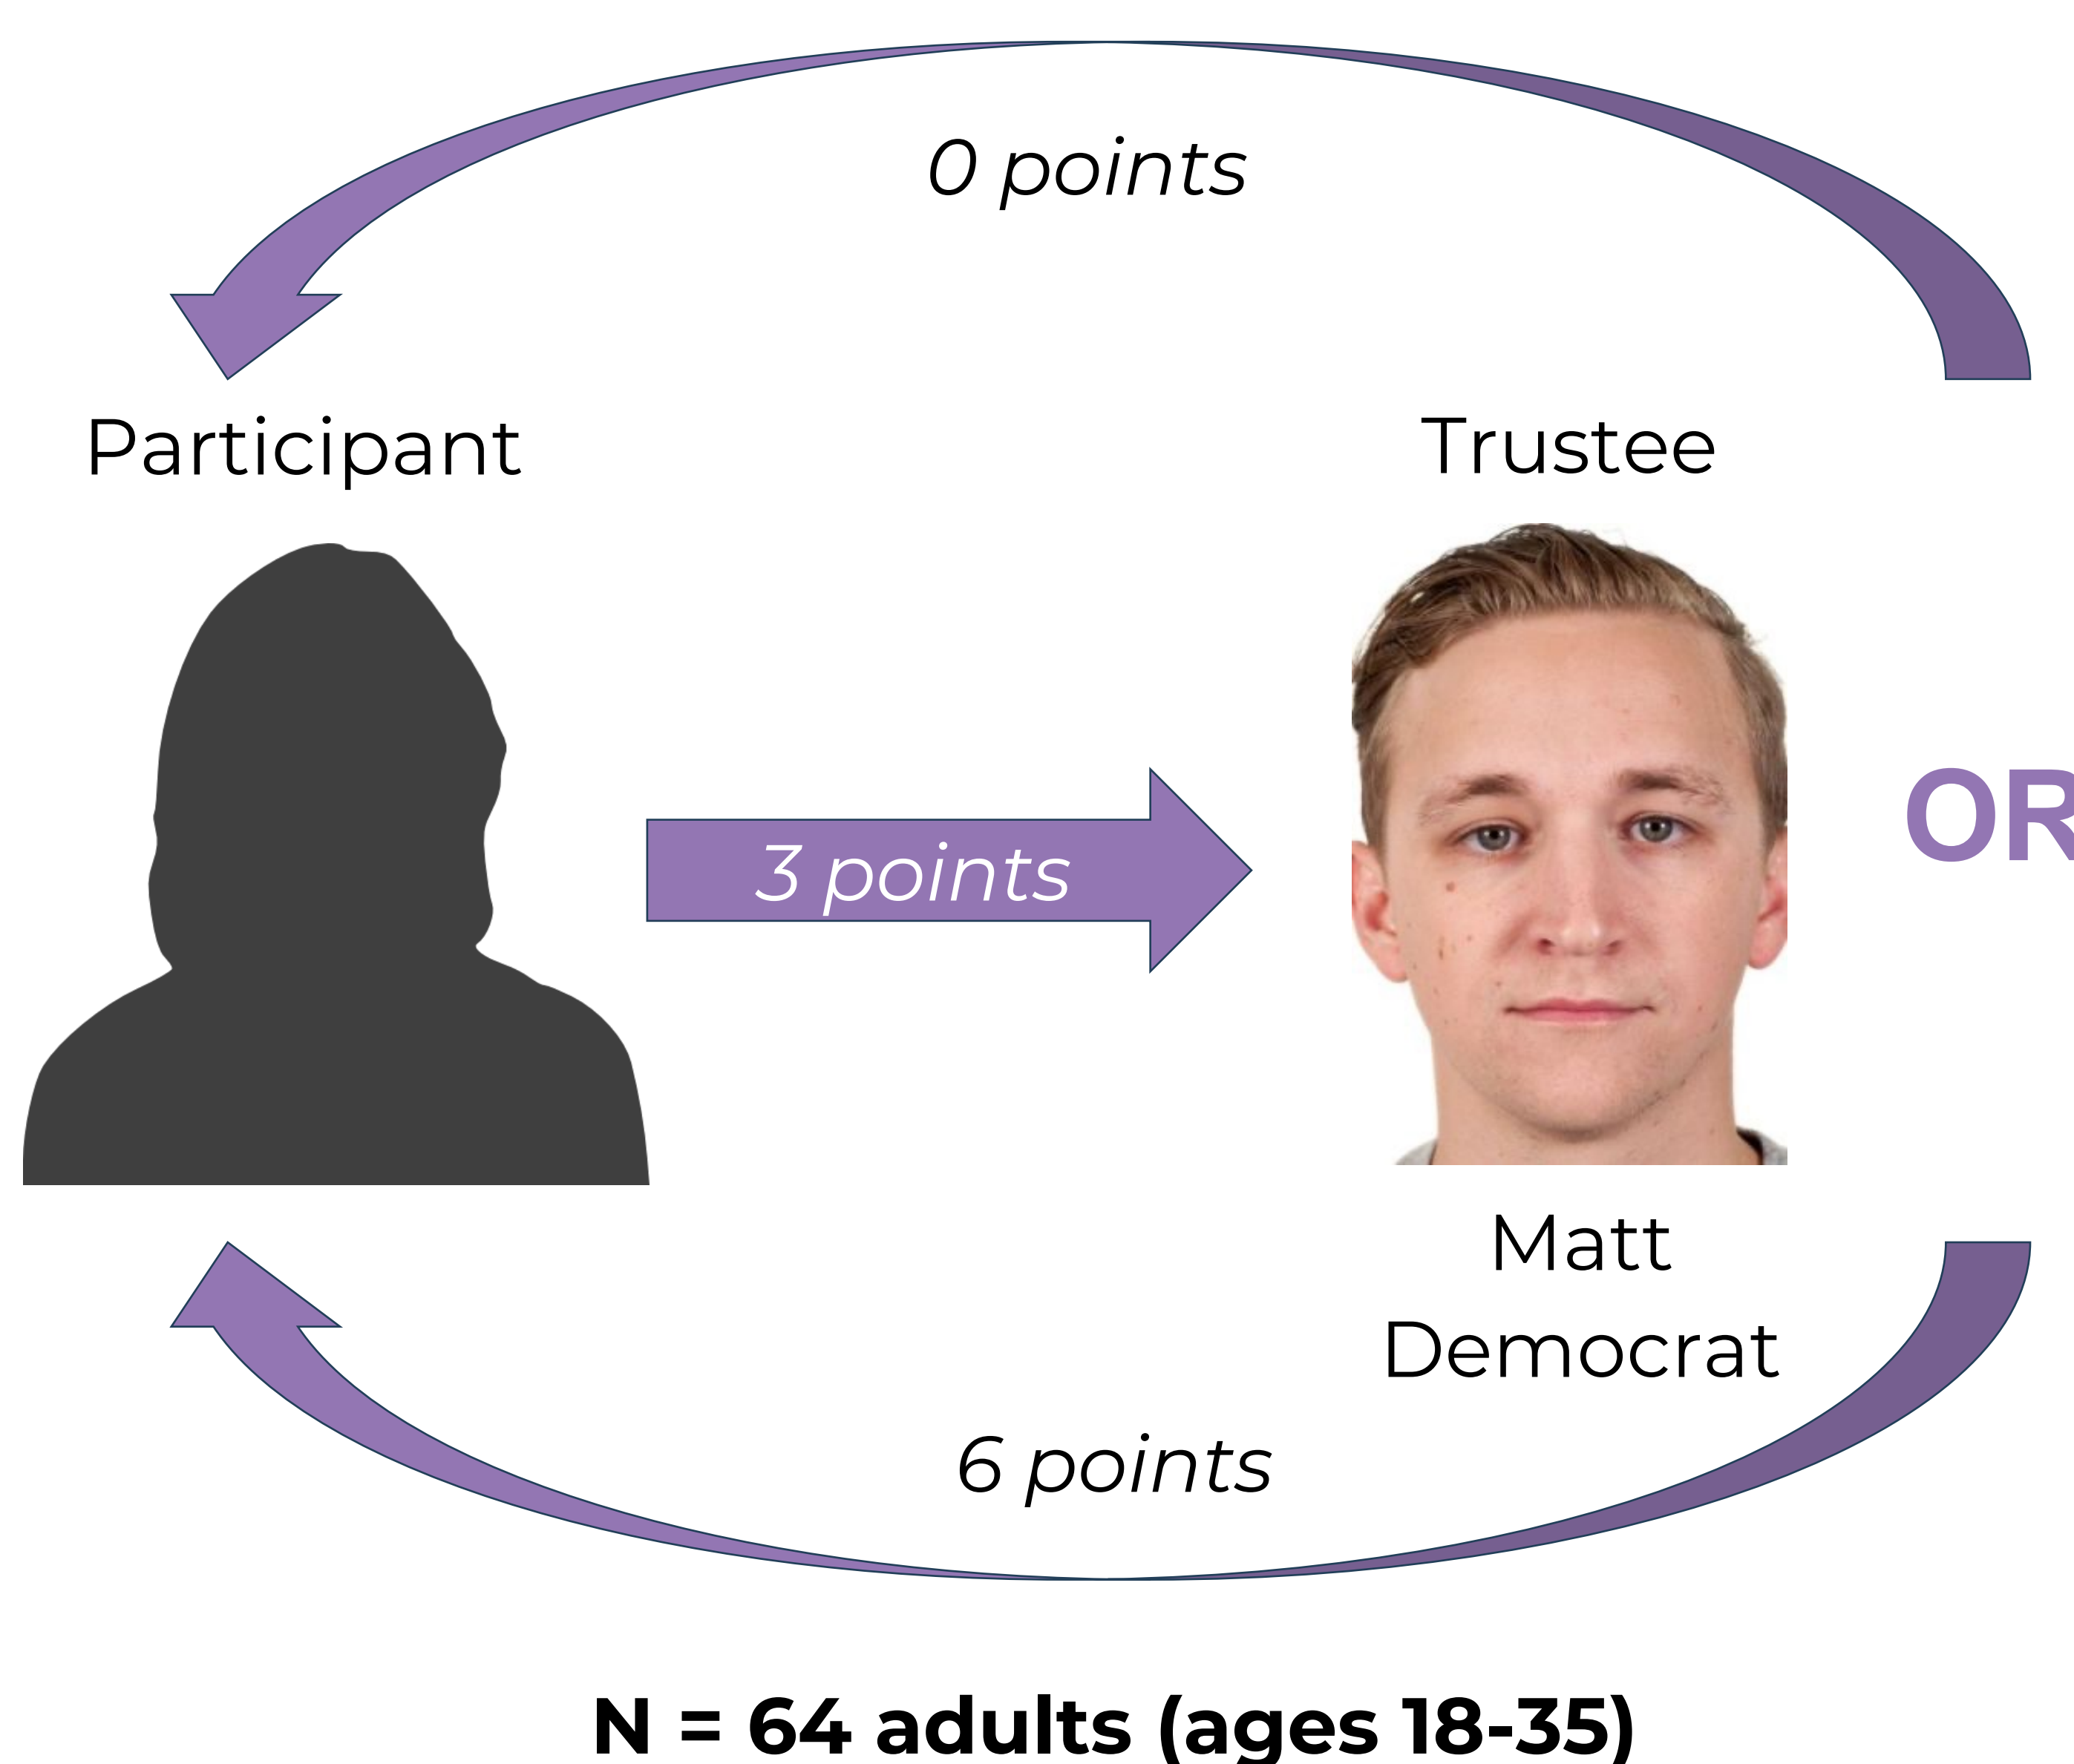 0 points
Participant
Trustee
OR
3 points
Matt
Democrat
6 points
N = 64 adults (ages 18-35)